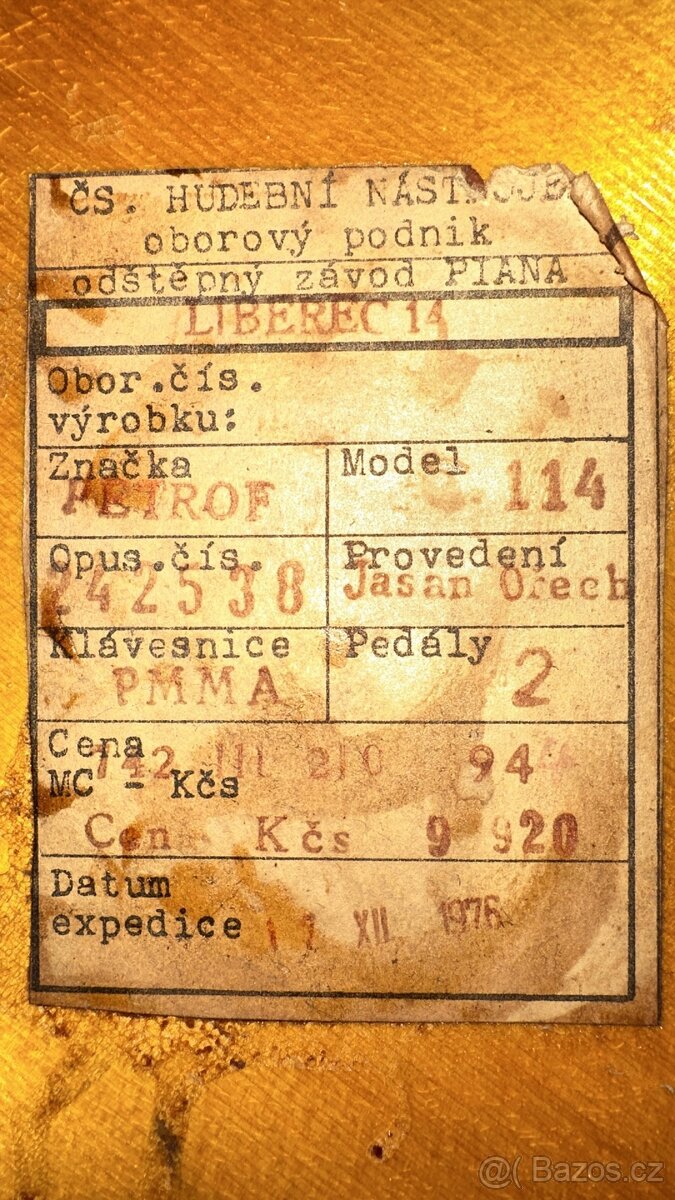 ČS. HUDEBNÍ NÁSTROJE
oborový podnik
odštěpný závod PIANA
LIBEREC 14
Obor.čís.
výrobku:
Značka
PETROF
Model
114
Opus.čís.
242538
Provedení
Jasan Ořech
Klávesnice
PMMA
Pedály
2
Cena
MC - Kčs
Cena Kčs 9 920
Datum
expedice
XII. 1976
@( Bazos.cz